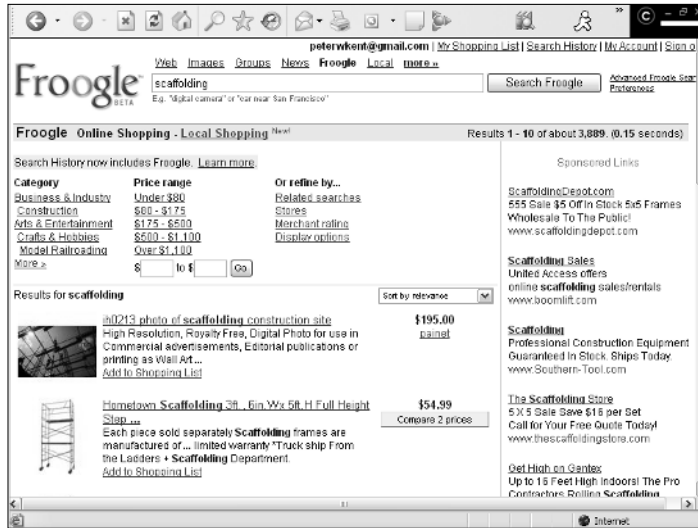 peterwkent@gmail.com | My Shopping List | Search History | My Account | Sign o
Web Images Groups News Froogle Local more »
Froogle BETA
scaffolding
Search Froogle
Advanced Froogle Sear
Preferences
E.g. "digital camera" or "car near San Francisco"
Froogle Online Shopping - Local Shopping New!
Results 1 - 10 of about 3,889. (0.15 seconds)
Search History now includes Froogle. Learn more.
Category
Business & Industry
Construction
Arts & Entertainment
Crafts & Hobbies
Model Railroading
More »
Price range
Under $80
$80 - $175
$175 - $500
$500 - $1,100
Over $1,100
$ to $ Go
Or refine by...
Related searches
Stores
Merchant rating
Display options
Results for scaffolding
Sort by relevance
ih0213 photo of scaffolding construction site
High Resolution, Royalty Free, Digital Photo for use in
Commercial advertisements, Editorial publications or
printing as Wall Art ...
Add to Shopping List
$195.00
painet
Hometown Scaffolding 3ft., 6in.Wx 5ft.H Full Height
Step ...
Each piece sold separately Scaffolding frames are
manufactured of ... limited warranty *Truck ship From
the Ladders + Scaffolding Department.
Add to Shopping List
$54.99
Compare 2 prices
Sponsored Links
ScaffoldingDepot.com
555 Sale $5 Off In Stock 5x5 Frames
Wholesale To The Public!
www.scaffoldingdepot.com
Scaffolding Sales
United Access offers
online scaffolding sales/rentals
www.boomlift.com
Scaffolding
Professional Construction Equipment
Guaranteed In Stock. Ships Today.
www.Southern-Tool.com
The Scaffolding Store
5 X 5 Sale Save $16 per Set
Call for Your Free Quote Today!
www.thescaffoldingstore.com
Get High on Gentex
Up to 16 Feet High Indoors! The Pro
Contractors Rolling Scaffolding
Internet